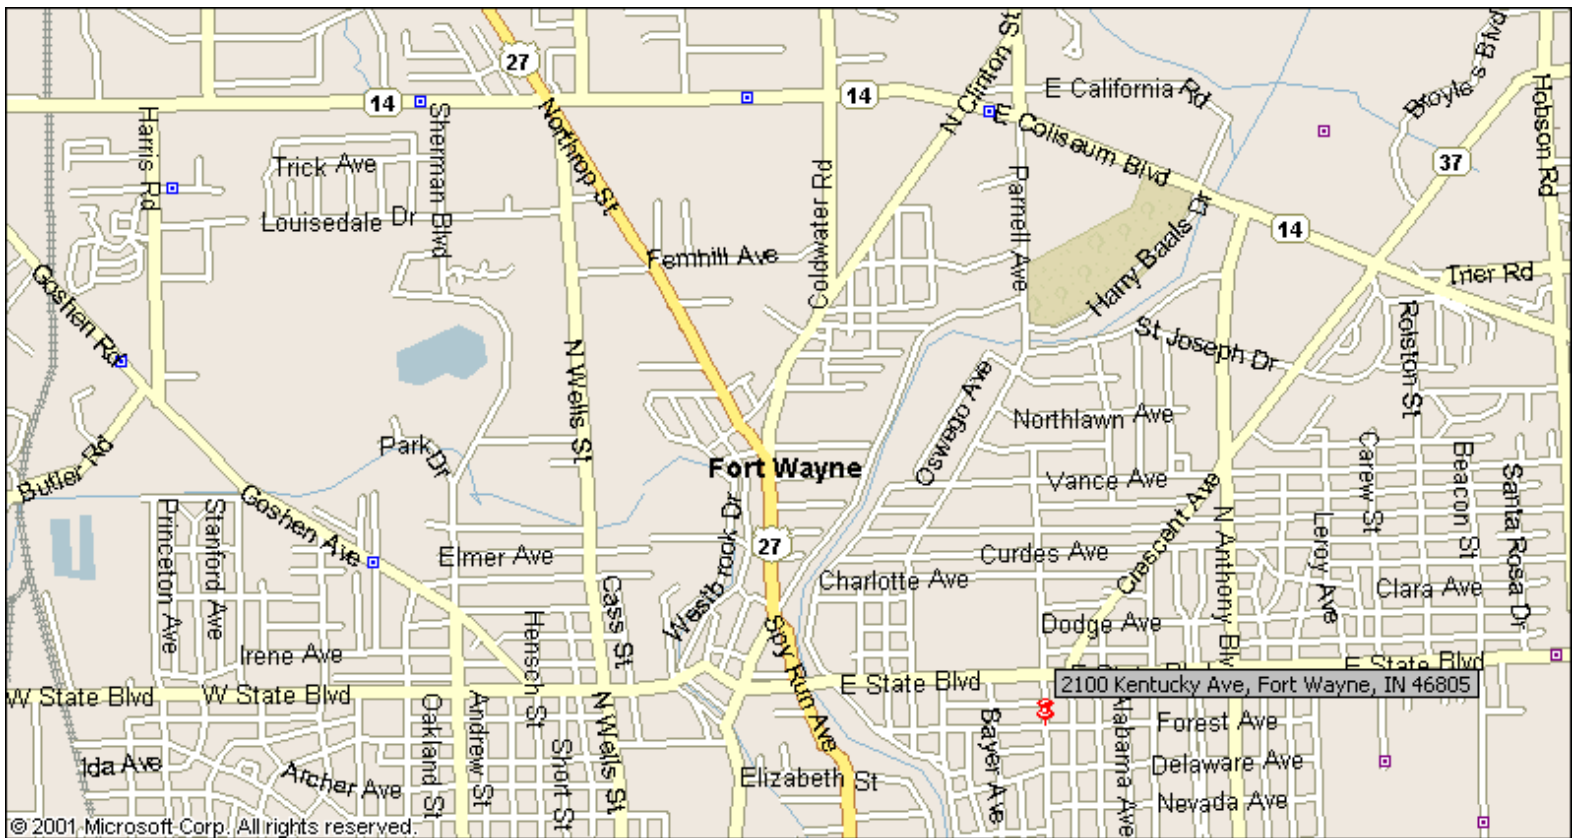 27
N Clinton St
E California Rd
Broyle's Blvd
Hobson Rd
14
14
Harris Rd
Sherman Blvd
Northrop St
E Coliseum Blvd
37
Trick Ave
Coldwater Rd
Parnell Ave
Louisedale Dr
Harry Baals Dr
14
Fernhill Ave
Trier Rd
Goshen Rd
N Wells St
St Joseph Dr
Rolston St
Oswego Ave
Northlawn Ave
Park Dr
Butler Rd
Fort Wayne
Vance Ave
Carew St
Beacon St
Santa Rosa Dr
Princeton Ave
Stanford Ave
Goshen Ave
Westbrook Dr
Crescent Ave
N Anthony Blv
Leroy Ave
27
Elmer Ave
Curdes Ave
Charlotte Ave
Clara Ave
Cass St
Hensch St
Spy Run Ave
Dodge Ave
Irene Ave
E State Blvd
E State Blvd
E State Blvd
2100 Kentucky Ave, Fort Wayne, IN 46805
W State Blvd
W State Blvd
Oakland St
Andrew St
N Wells St
Short St
Bayer Ave
Alabama Ave
Forest Ave
Ida Ave
Archer Ave
Elizabeth St
Delaware Ave
Nevada Ave
© 2001 Microsoft Corp. All rights reserved.